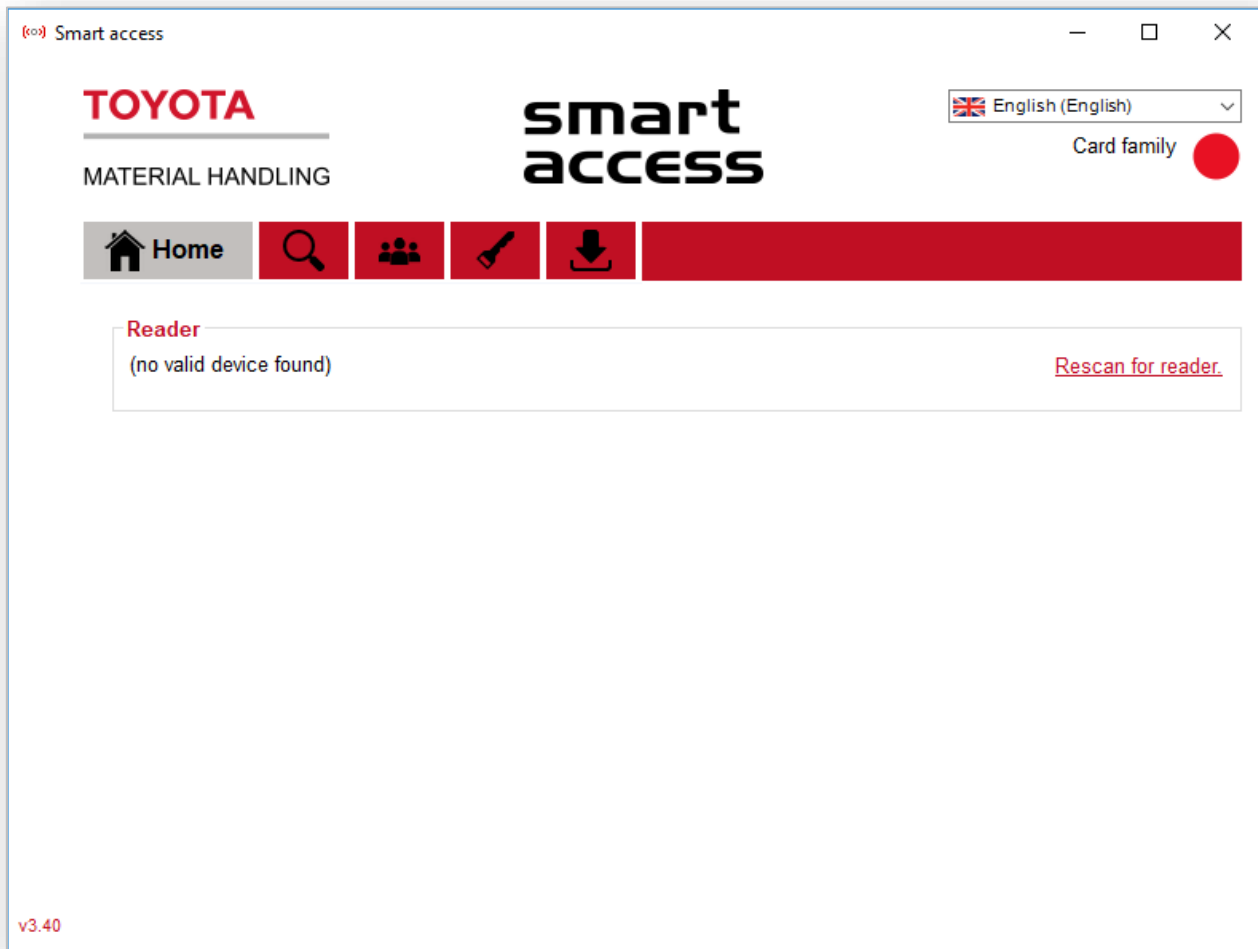 Smart access
TOYOTA
MATERIAL HANDLING
smart
access
English (English)
Card family
Home
Reader
(no valid device found)
Rescan for reader.
v3.40